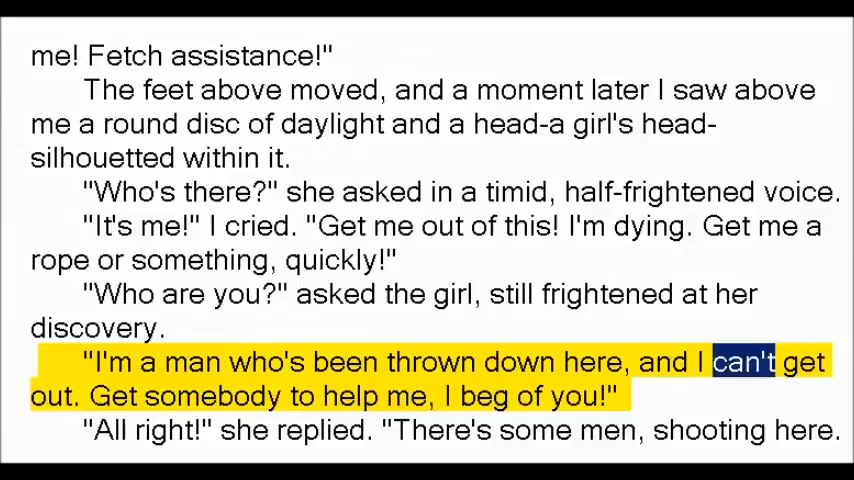 me! Fetch assistance!"
The feet above moved, and a moment later I saw above
me a round disc of daylight and a head-a girl's head-
silhouetted within it.
"Who's there?" she asked in a timid, half-frightened voice.
"It's me!" I cried. "Get me out of this! I'm dying. Get me a
rope or something, quickly!"
"Who are you?" asked the girl, still frightened at her
discovery.
"I'm a man who's been thrown down here, and I can't get
out. Get somebody to help me, I beg of you!"
"All right!" she replied. "There's some men, shooting here.